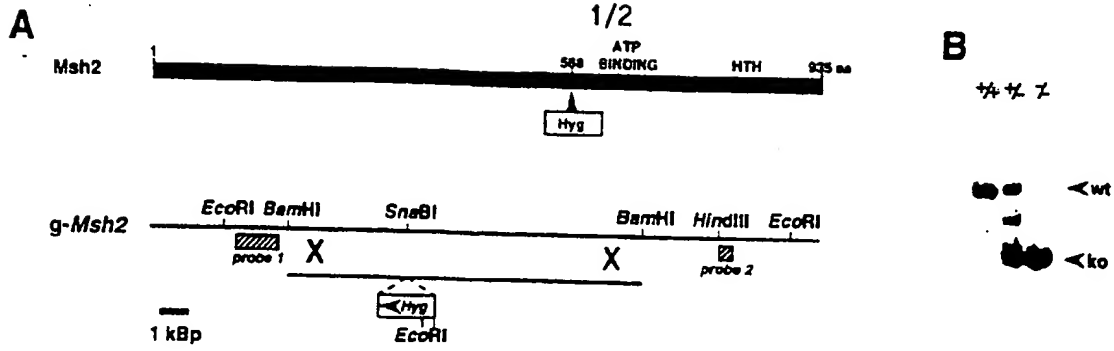 1/2
A
B
1
588
ATP
BINDING
HTH
935 aa
Msh2
Hyg
+/+ +/- -/-
wt
ko
g-Msh2
EcoRI BamHI SnaBI BamHI HindIII EcoRI
probe 1 X X probe 2
Hyg
EcoRI
1 kBp